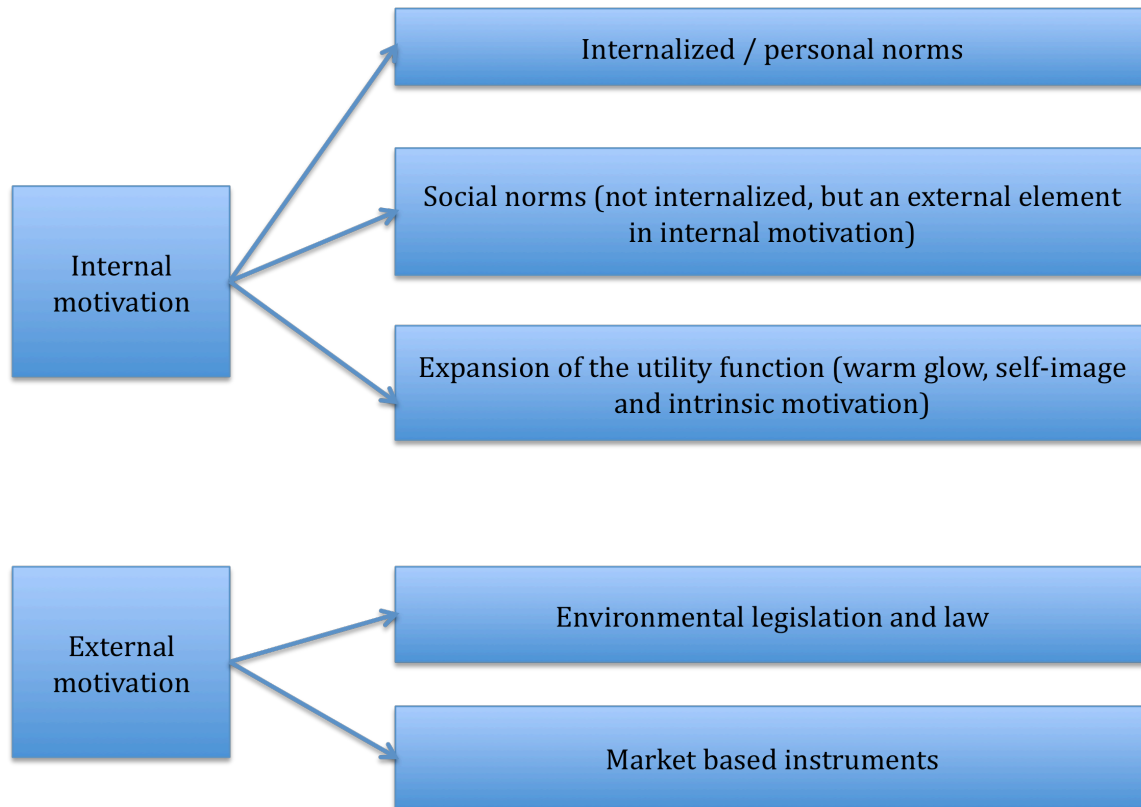 Internalized / personal norms
Social norms (not internalized, but an external element
in internal motivation)
Internal
motivation
Expansion of the utility function (warm glow, self-image
and intrinsic motivation)
Environmental legislation and law
External
motivation
Market based instruments